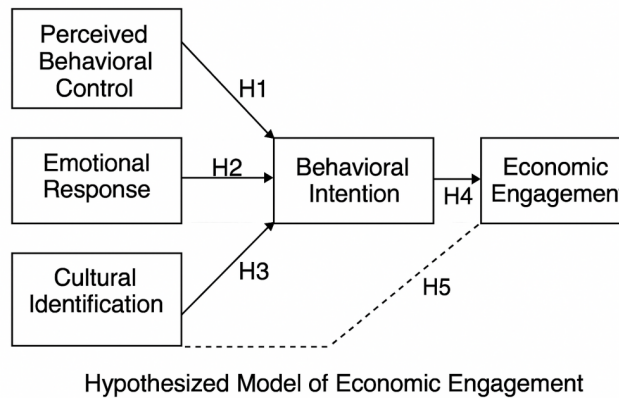 Perceived
Behavioral
Control
H1
Emotional
Response
H2
Behavioral
Intention
H4
Economic
Engagement
Cultural
Identification
H3
H5
Hypothesized Model of Economic Engagement